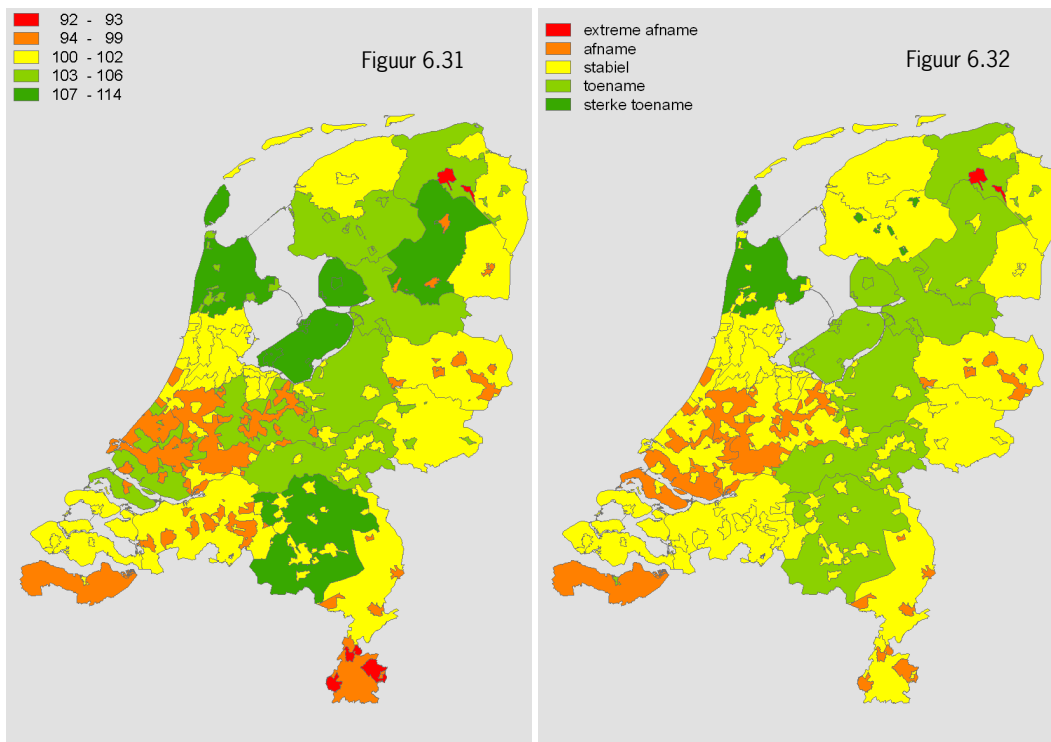 92 - 93
94 - 99
100 - 102
103 - 106
107 - 114
Figuur 6.31
extreme afname
afname
stabiel
toename
sterke toename
Figuur 6.32